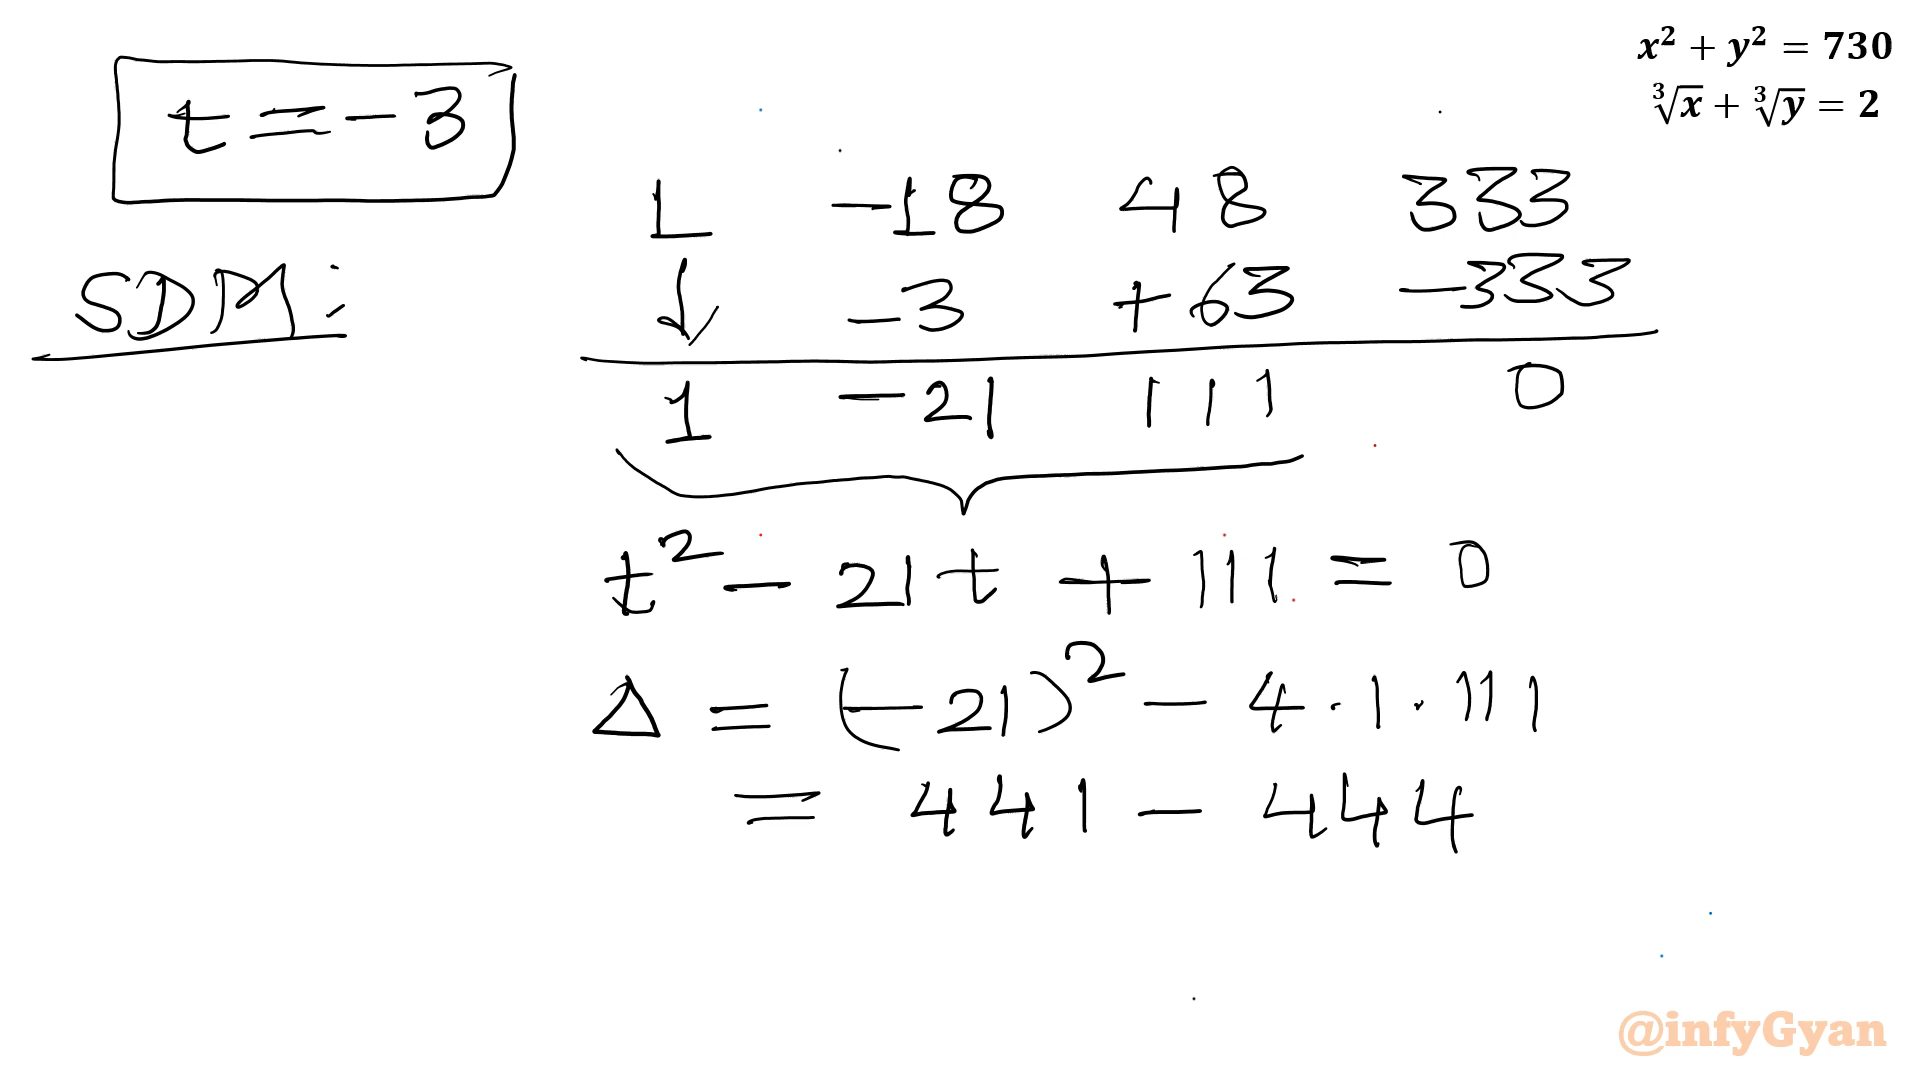 x² + y² = 730
∛x + ∛y = 2
t = -3
1 -18 48 333
SDM:
↓ -3 +63 -333
1 -21 111 0
t² - 21t + 111 = 0
Δ = (-21)² - 4 · 1 · 111
= 441 - 444
@infyGyan